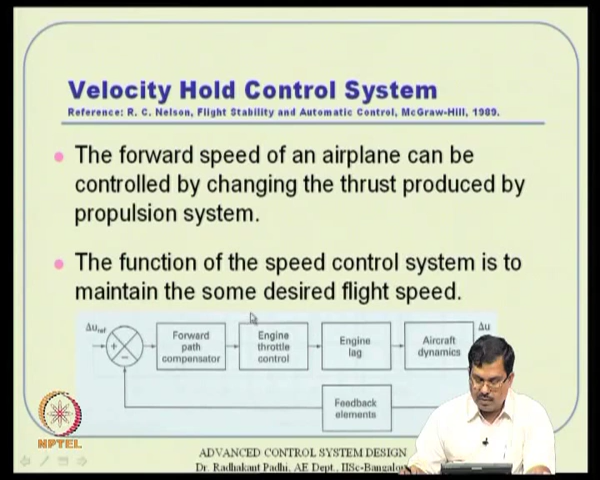 Velocity Hold Control System
Reference: R. C. Nelson, Flight Stability and Automatic Control, McGraw-Hill, 1989.
The forward speed of an airplane can be
controlled by changing the thrust produced by
propulsion system.
The function of the speed control system is to
maintain the some desired flight speed.
Δu_ref
+
−
Forward
path
compensator
Engine
throttle
control
Engine
lag
Aircraft
dynamics
Δu
Feedback
elements
NPTEL
ADVANCED CONTROL SYSTEM DESIGN
Dr. Radhakant Padhi, AE Dept., IISc-Bangalo